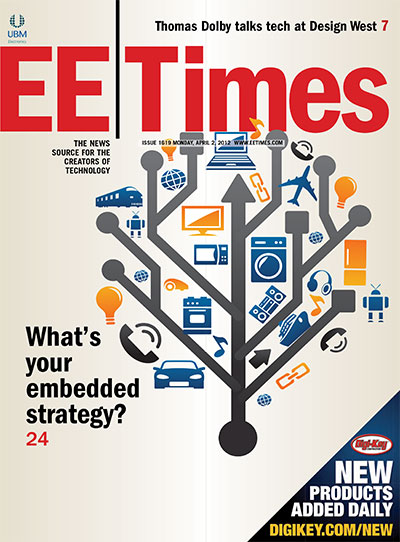 UBM
Electronics
Thomas Dolby talks tech at Design West 7
EE Times
THE NEWS
SOURCE FOR THE
CREATORS OF
TECHNOLOGY
ISSUE 1619 MONDAY, APRIL 2, 2012 WWW.EETIMES.COM
What's
your
embedded
strategy?
24
Digi-Key
NEW
PRODUCTS
ADDED DAILY
DIGIKEY.COM/NEW